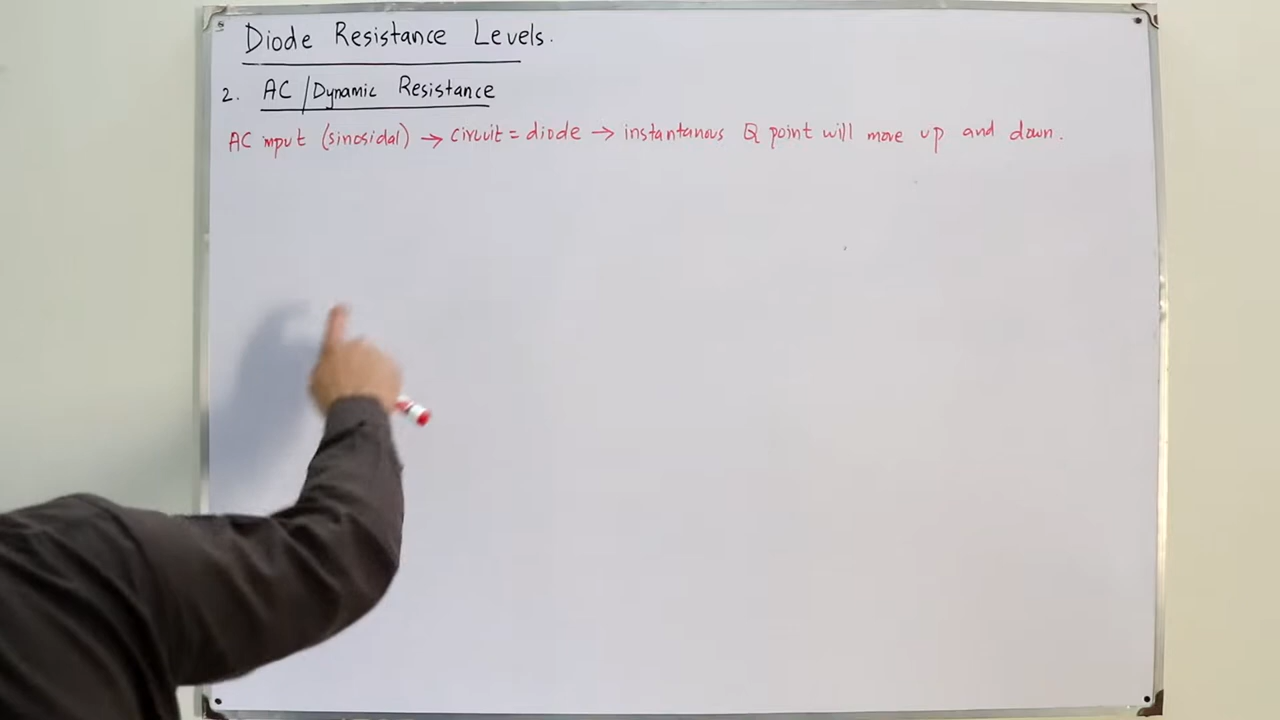 Diode Resistance Levels.
2. AC/Dynamic Resistance
AC input (sinosidal) → circuit = diode → instantanous Q point will move up and down.